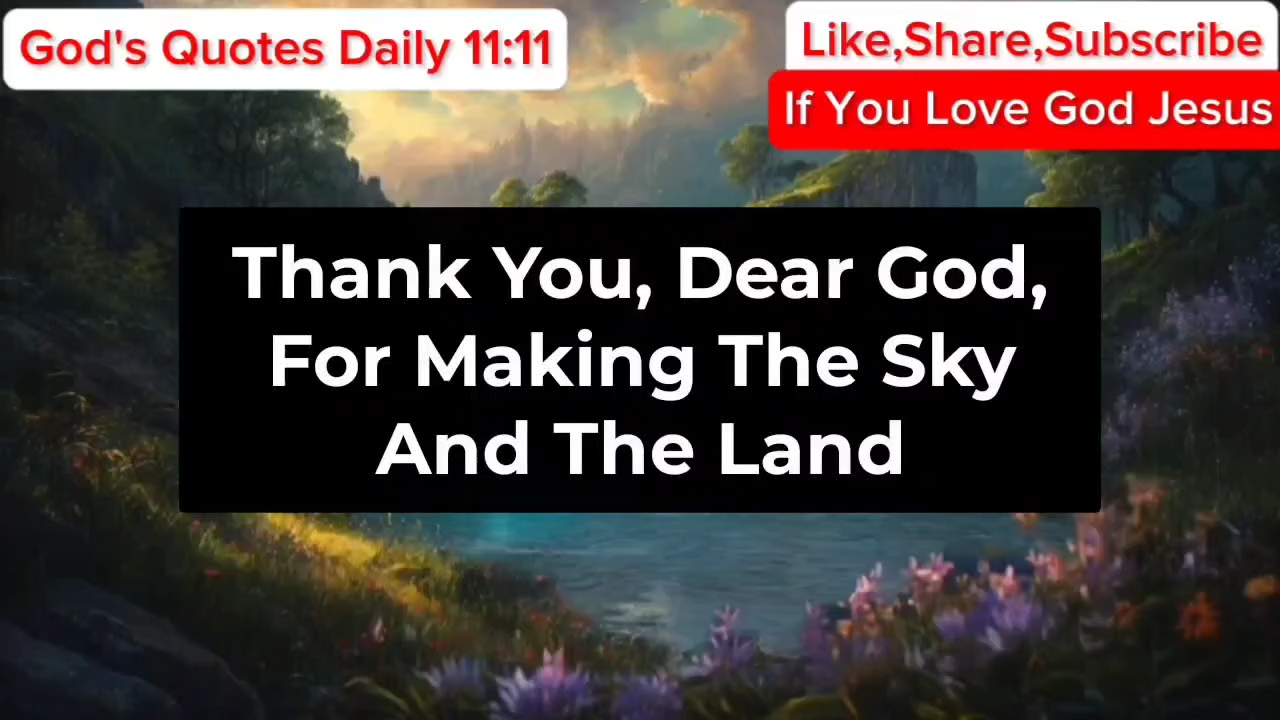 God's Quotes Daily 11:11
Like,Share,Subscribe
If You Love God Jesus
Thank You, Dear God,
For Making The Sky
And The Land